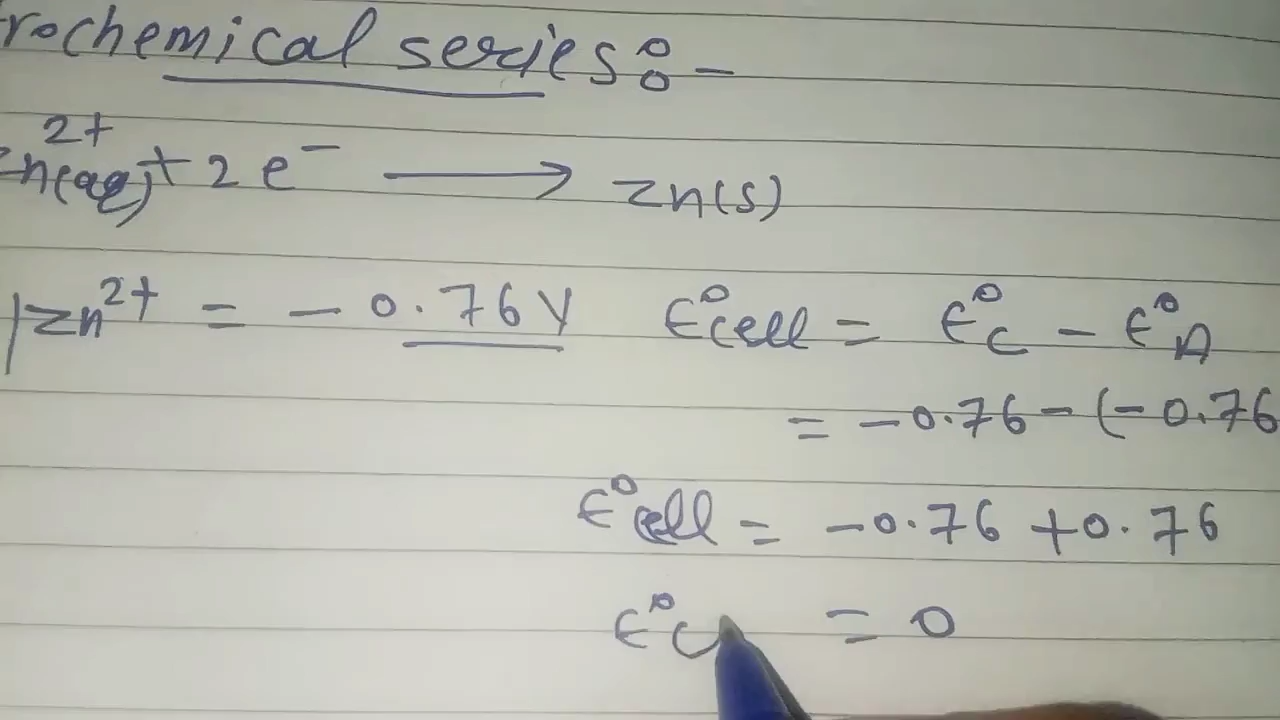 rochemical series:-
Zn²⁺(aq) + 2e⁻ ⟶ Zn(s)
|Zn²⁺ = -0.76V E°cell = E°C - E°A
= -0.76 - (-0.76
E°cell = -0.76 + 0.76
E°C = 0